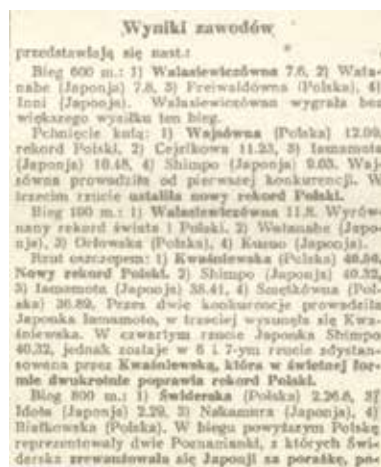 Wyniki zawodów
przedstawiają się nast.:
Bieg 600 m.: 1) Walasiewiczówna 7.6, 2) Wata-
nabe (Japonja) 7.8, 3) Freiwaldówna (Polska), 4)
Inni (Japonja). Walasiewiczówna wygrała bez
większego wysiłku ten bieg.
Pchnięcie kulą: 1) Wajsówna (Polska) 12.00
rekord Polski, 2) Cejzikowa 11.23, 3) Iamamota
(Japonja) 10.48, 4) Shimpo (Japonja) 9.03. Waj-
sówna prowadziła od pierwszej konkurencji. W
trzecim rzucie ustaliła nowy rekord Polski.
Bieg 100 m.: 1) Walasiewiczówna 11.8. Wyrów-
nany rekord świata i Polski. 2) Watanabe (Japo-
nja), 3) Orłowska (Polska), 4) Kuzuo (Japonja).
Rzut oszczepem: 1) Kwaśniewska (Polska)
Nowy rekord Polski. 2) Shimpo (Japonja) 40.32,
3) Iamamota (Japonja) 38.41, 4) Smętkówna (Pol-
ska) 36.89. Przez dwie konkurencje prowadziła
Japonka Iamamoto, w trzeciej wysunęła się Kwa-
śniewska. W czwartym rzucie Japonka Shimpo
40.32, jednak zostaje w 6 i 7-ym rzucie zdystan-
sowana przez Kwaśniewską, która w świetnej for-
mie dwukrotnie poprawia rekord Polski.
Bieg 800 m.: 1) Świderska (Polska) 2.26.8, 2)
Idota (Japonja) 2.29, 3) Nakamura (Japonja), 4)
Białkowska (Polska). W biegu powyższym Polskę
reprezentowały dwie Poznanianki, z których Świ-
derska zrewanżowała się Japonji za porażkę, po-